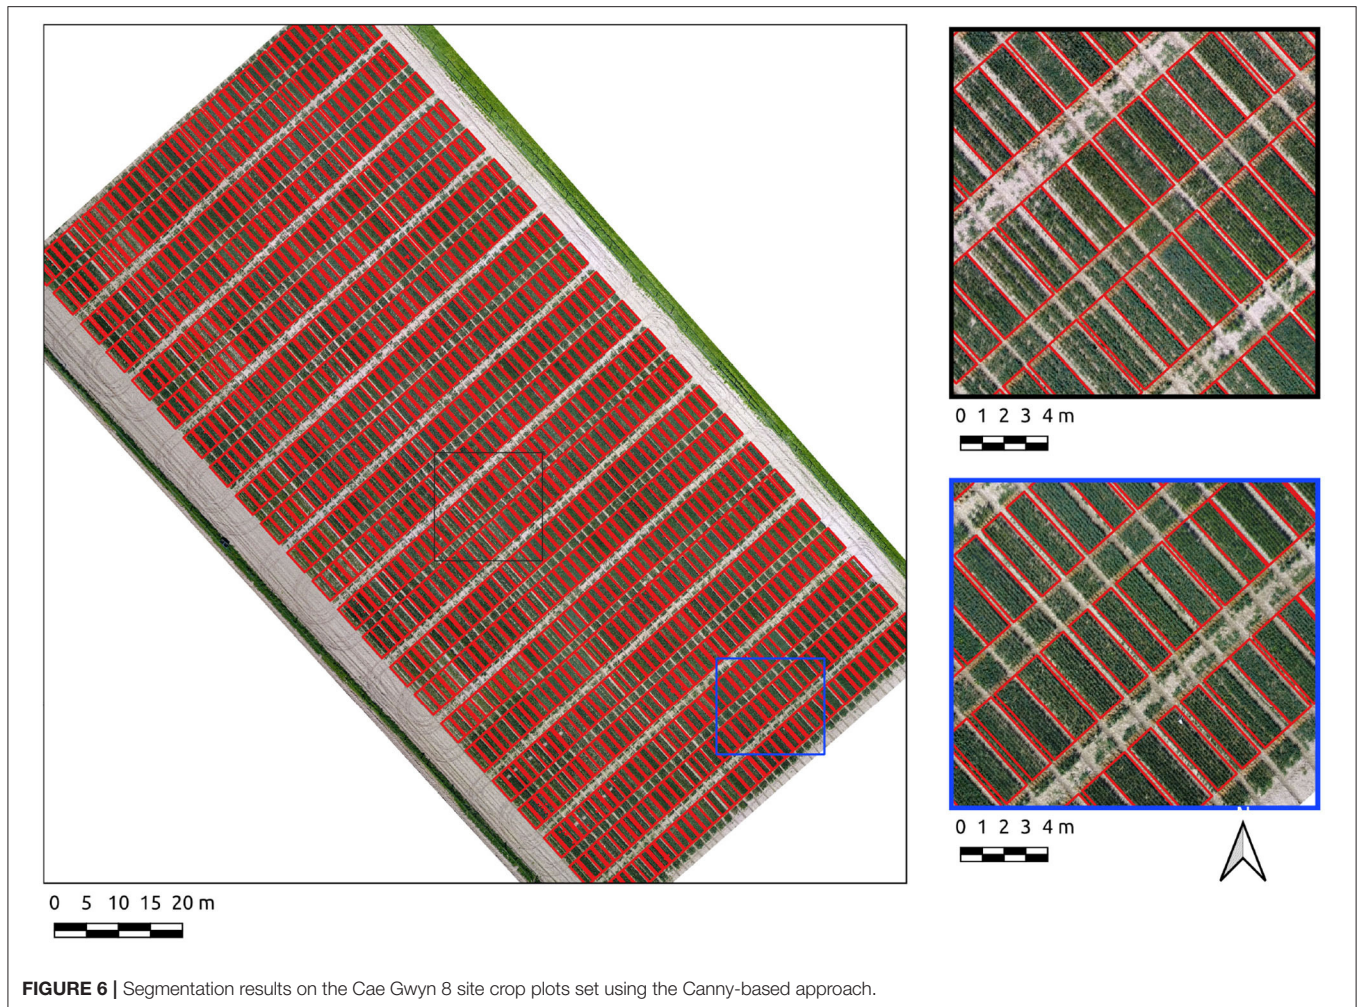 0 5 10 15 20 m
0 1 2 3 4 m
0 1 2 3 4 m
FIGURE 6 | Segmentation results on the Cae Gwyn 8 site crop plots set using the Canny-based approach.